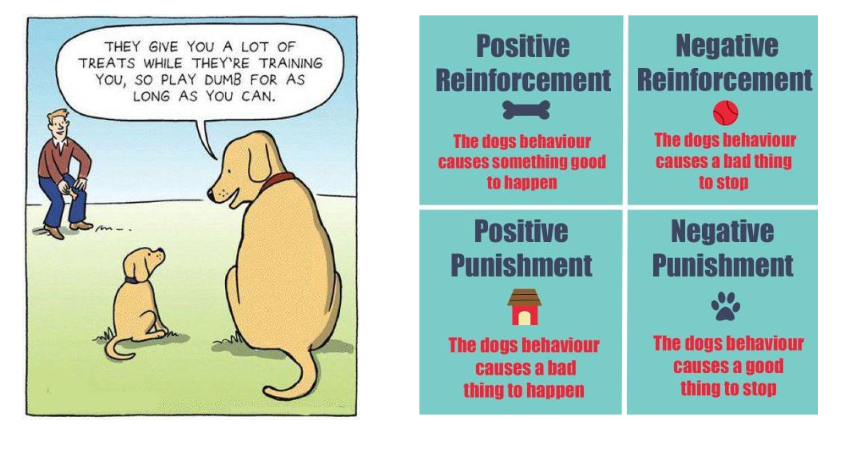 THEY GIVE YOU A LOT OF
TREATS WHILE THEY'RE TRAINING
YOU, SO PLAY DUMB FOR AS
LONG AS YOU CAN.
Positive
Reinforcement
The dogs behaviour
causes something good
to happen
Negative
Reinforcement
The dogs behaviour
causes a bad thing
to stop
Positive
Punishment
The dogs behaviour
causes a bad
thing to happen
Negative
Punishment
The dogs behaviour
causes a good
thing to stop